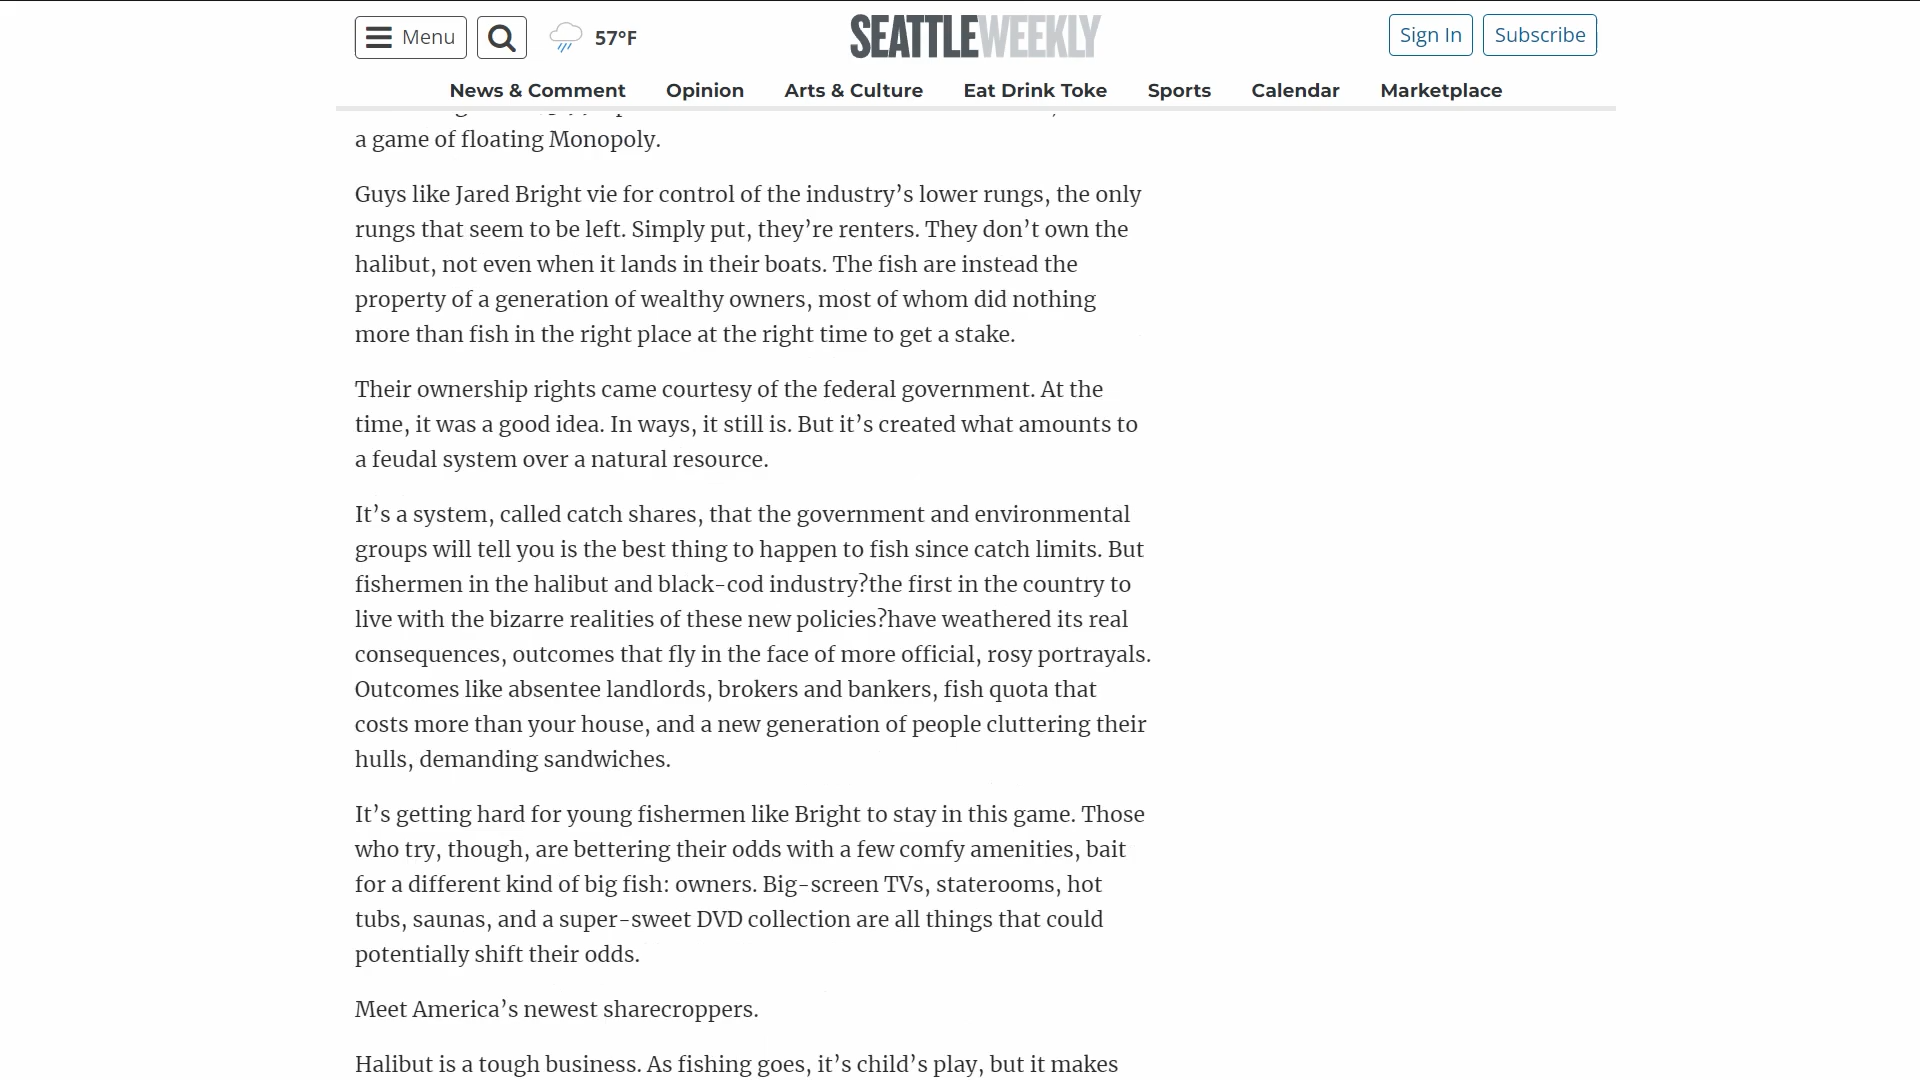 Menu
57°F
SEATTLEWEEKLY
Sign In
Subscribe
News & Comment
Opinion
Arts & Culture
Eat Drink Toke
Sports
Calendar
Marketplace
a game of floating Monopoly.
Guys like Jared Bright vie for control of the industry’s lower rungs, the only
rungs that seem to be left. Simply put, they’re renters. They don’t own the
halibut, not even when it lands in their boats. The fish are instead the
property of a generation of wealthy owners, most of whom did nothing
more than fish in the right place at the right time to get a stake.
Their ownership rights came courtesy of the federal government. At the
time, it was a good idea. In ways, it still is. But it’s created what amounts to
a feudal system over a natural resource.
It’s a system, called catch shares, that the government and environmental
groups will tell you is the best thing to happen to fish since catch limits. But
fishermen in the halibut and black-cod industry?the first in the country to
live with the bizarre realities of these new policies?have weathered its real
consequences, outcomes that fly in the face of more official, rosy portrayals.
Outcomes like absentee landlords, brokers and bankers, fish quota that
costs more than your house, and a new generation of people cluttering their
hulls, demanding sandwiches.
It’s getting hard for young fishermen like Bright to stay in this game. Those
who try, though, are bettering their odds with a few comfy amenities, bait
for a different kind of big fish: owners. Big-screen TVs, staterooms, hot
tubs, saunas, and a super-sweet DVD collection are all things that could
potentially shift their odds.
Meet America’s newest sharecroppers.
Halibut is a tough business. As fishing goes, it’s child’s play, but it makes